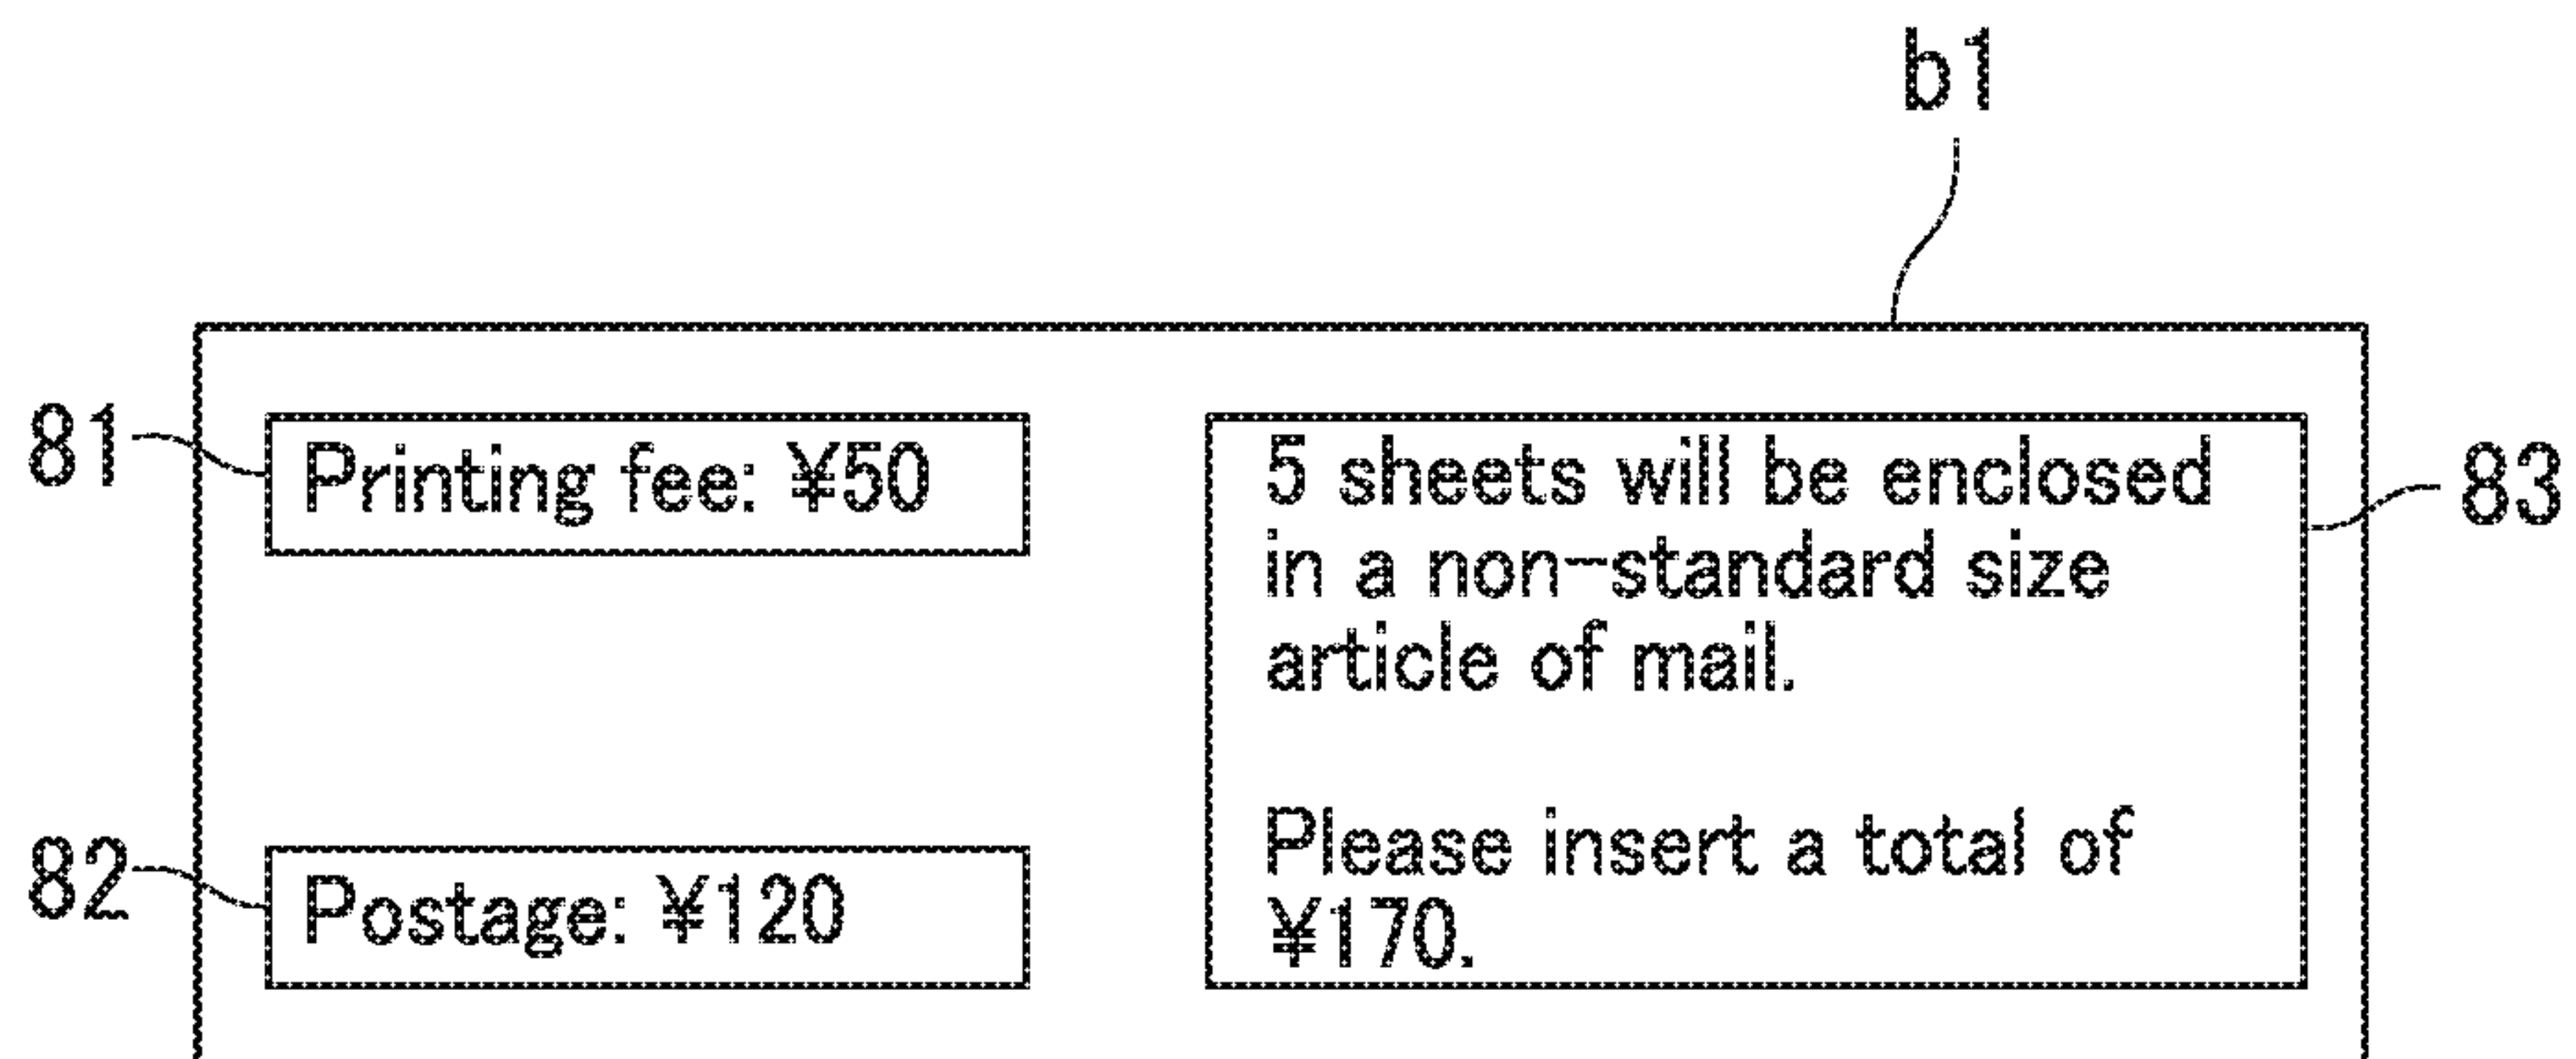 b1
81
Printing fee: ¥50
5 sheets will be enclosed
in a non-standard size
article of mail.
83
82
Postage: ¥120
Please insert a total of
¥170.